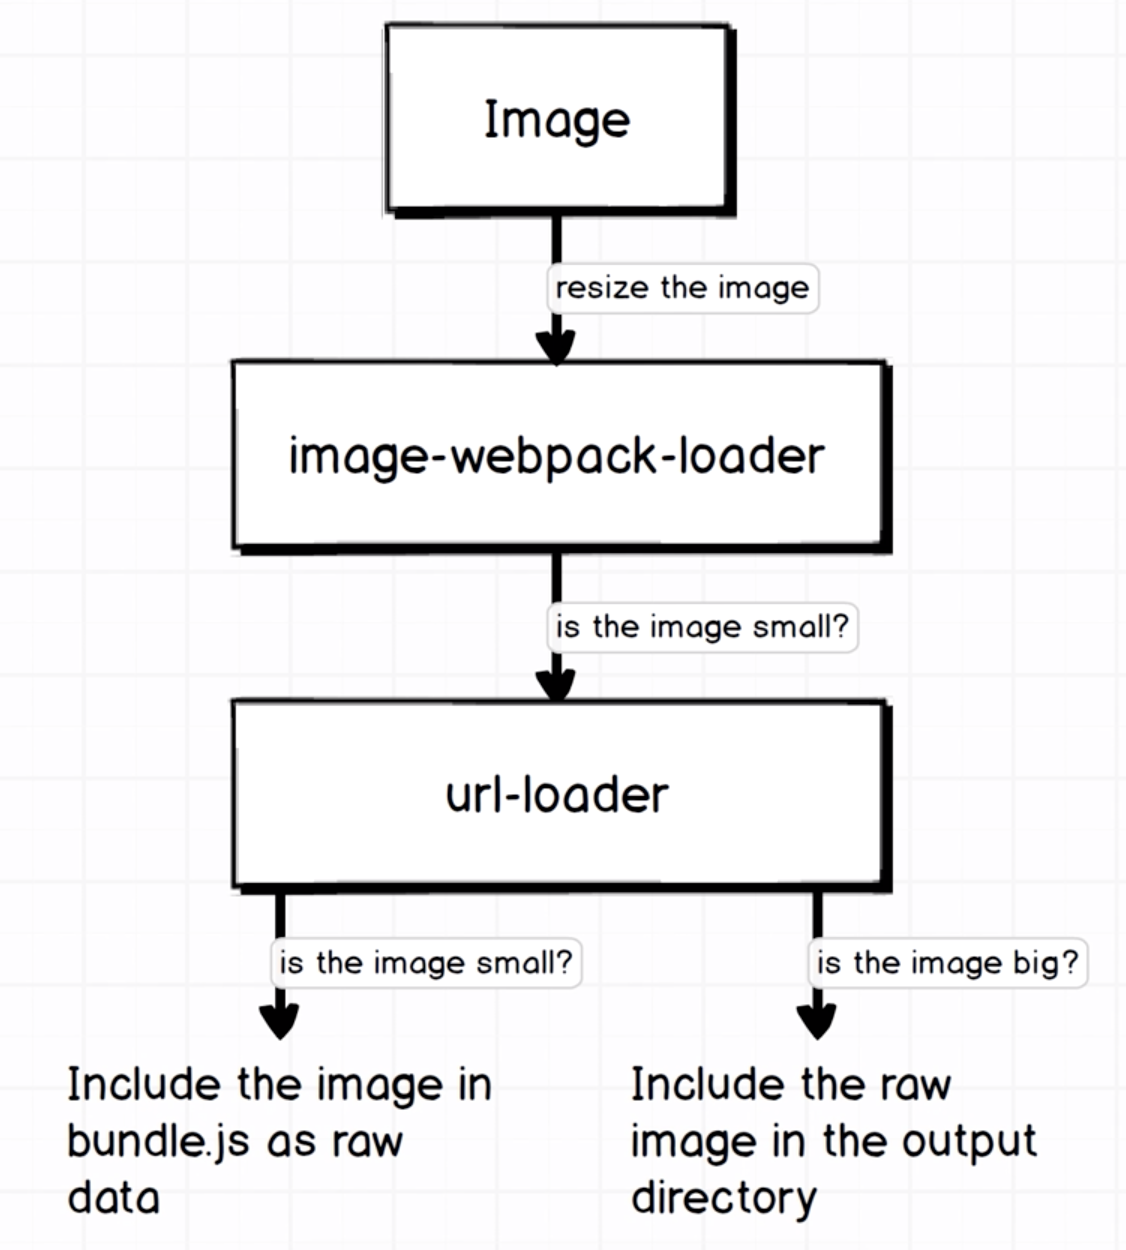 Image
resize the image
image-webpack-loader
is the image small?
url-loader
is the image small?
is the image big?
Include the image in
bundle.js as raw
data
Include the raw
image in the output
directory